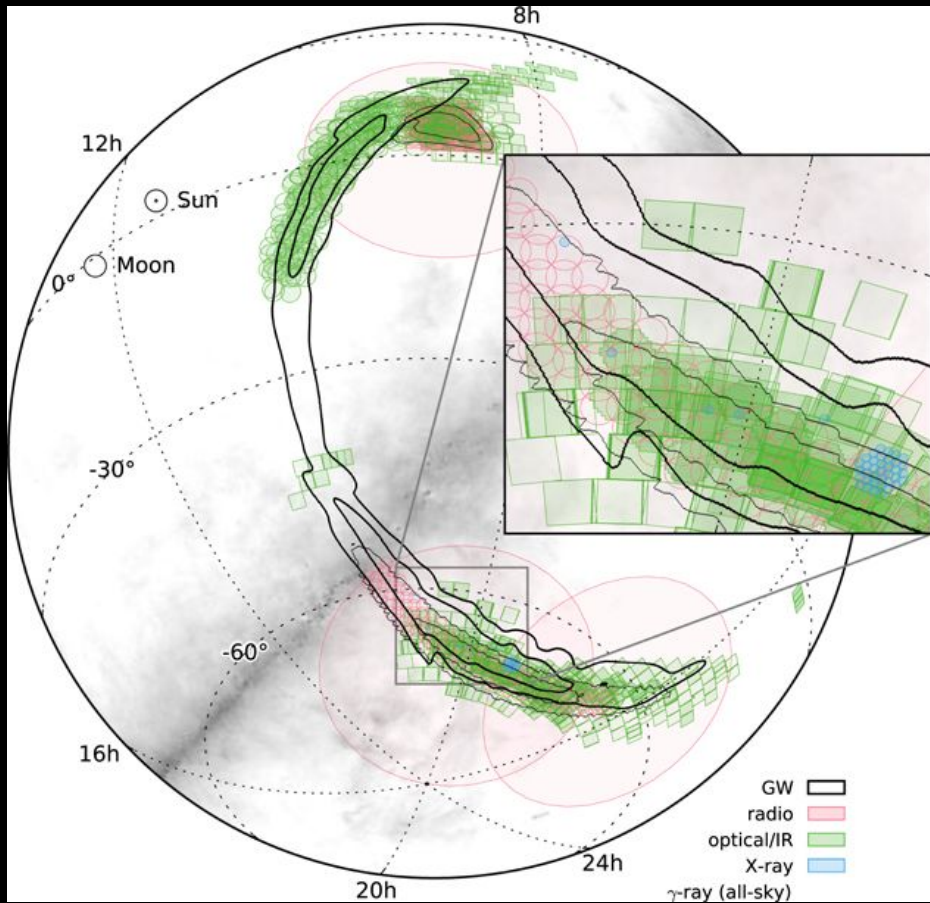 8h
12h
Sun
Moon
0°
-30°
-60°
16h
20h
24h
GW
radio
optical/IR
X-ray
γ-ray (all-sky)